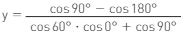 y = (cos 90° − cos 180°) / (cos 60° · cos 0° + cos 90°)